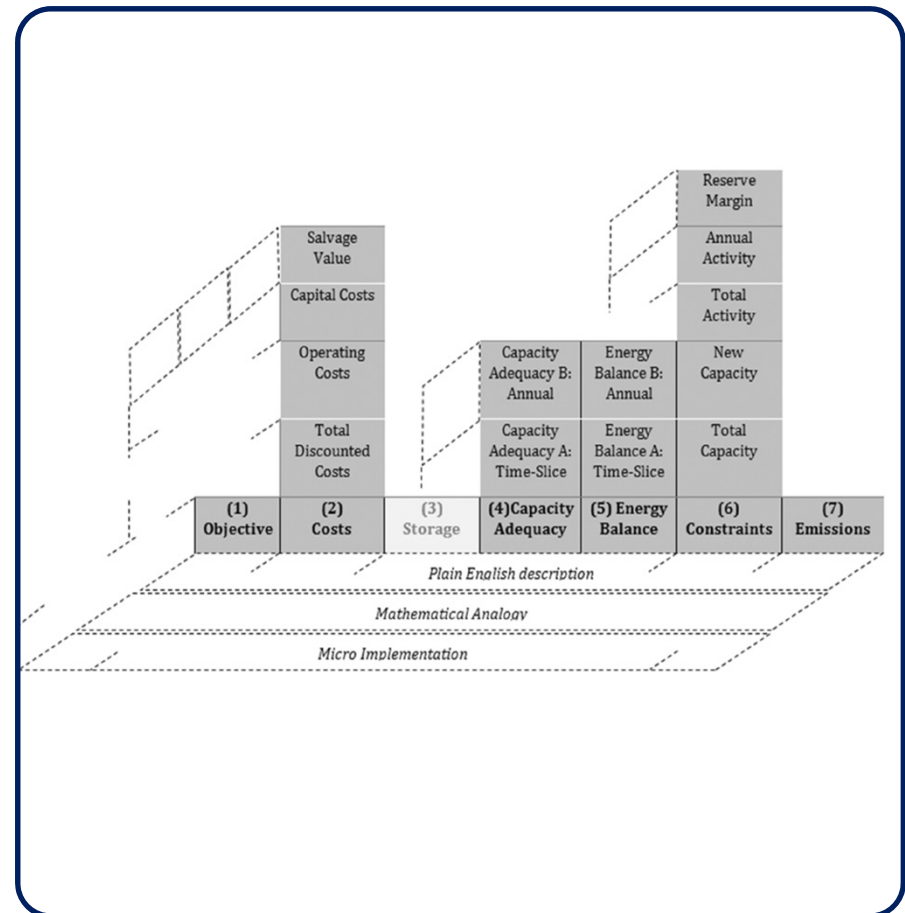 Reserve
Margin
Salvage
Value
Annual
Activity
Capital Costs
Total
Activity
Operating
Costs
Capacity
Adequacy B:
Annual
Energy
Balance B:
Annual
New
Capacity
Total
Discounted
Costs
Capacity
Adequacy A:
Time-Slice
Energy
Balance A:
Time-Slice
Total
Capacity
(1)
Objective
(2)
Costs
(3)
Storage
(4)Capacity
Adequacy
(5) Energy
Balance
(6)
Constraints
(7)
Emissions
Plain English description
Mathematical Analogy
Micro Implementation